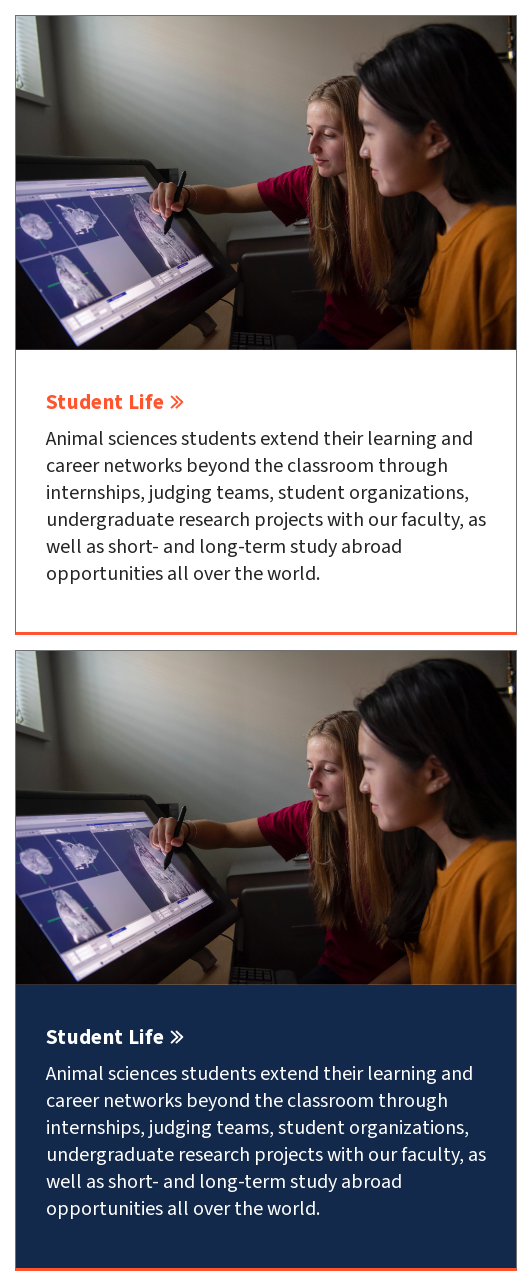 Student Life »
Animal sciences students extend their learning and
career networks beyond the classroom through
internships, judging teams, student organizations,
undergraduate research projects with our faculty, as
well as short- and long-term study abroad
opportunities all over the world.
Student Life »
Animal sciences students extend their learning and
career networks beyond the classroom through
internships, judging teams, student organizations,
undergraduate research projects with our faculty, as
well as short- and long-term study abroad
opportunities all over the world.